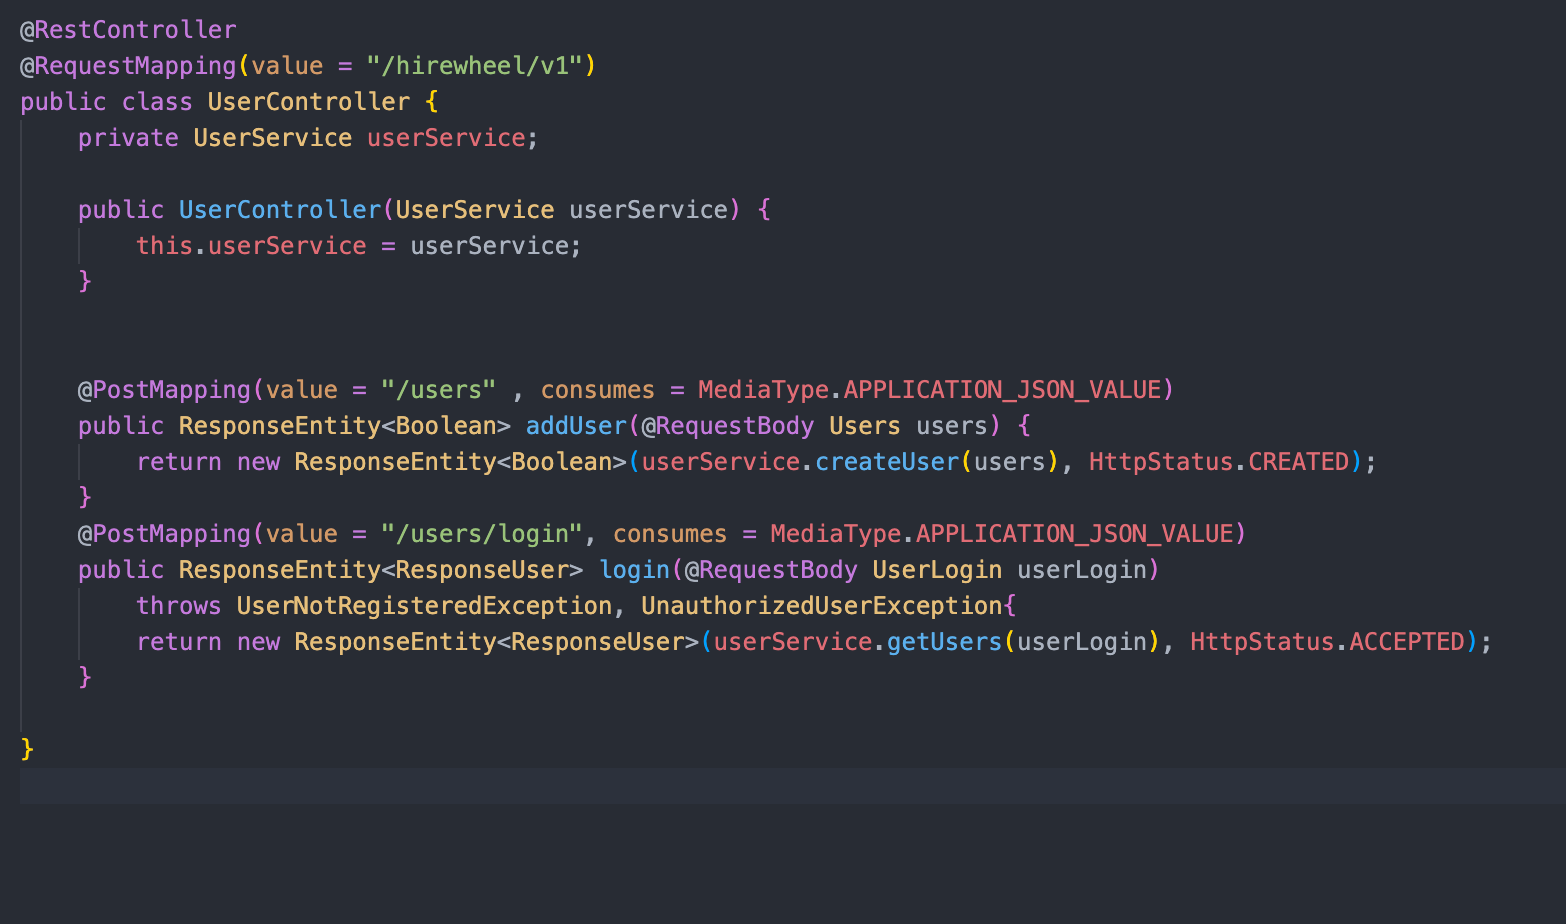 @RestController
@RequestMapping(value = "/hirewheel/v1")
public class UserController {
    private UserService userService;

    public UserController(UserService userService) {
        this.userService = userService;
    }


    @PostMapping(value = "/users" , consumes = MediaType.APPLICATION_JSON_VALUE)
    public ResponseEntity<Boolean> addUser(@RequestBody Users users) {
        return new ResponseEntity<Boolean>(userService.createUser(users), HttpStatus.CREATED);
    }
    @PostMapping(value = "/users/login", consumes = MediaType.APPLICATION_JSON_VALUE)
    public ResponseEntity<ResponseUser> login(@RequestBody UserLogin userLogin)
        throws UserNotRegisteredException, UnauthorizedUserException{
        return new ResponseEntity<ResponseUser>(userService.getUsers(userLogin), HttpStatus.ACCEPTED);
    }

}